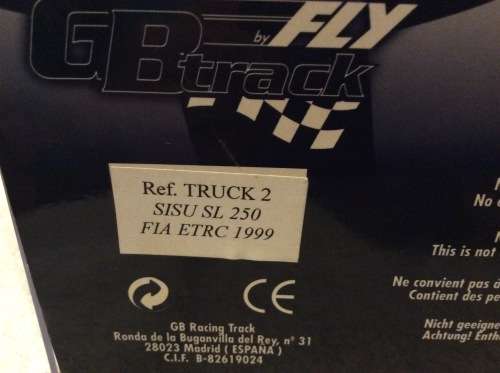 GBtrack
by FLY
Ref. TRUCK 2
SISU SL 250
FIA ETRC 1999
No
This is not
Ne convient pas
Contient des pe
Nicht geeigne
Achtung! Enth
CE
GB Racing Track
Ronda de la Buganvilla del Rey, nº 31
28023 Madrid ( ESPAÑA )
C.I.F. B-82619024